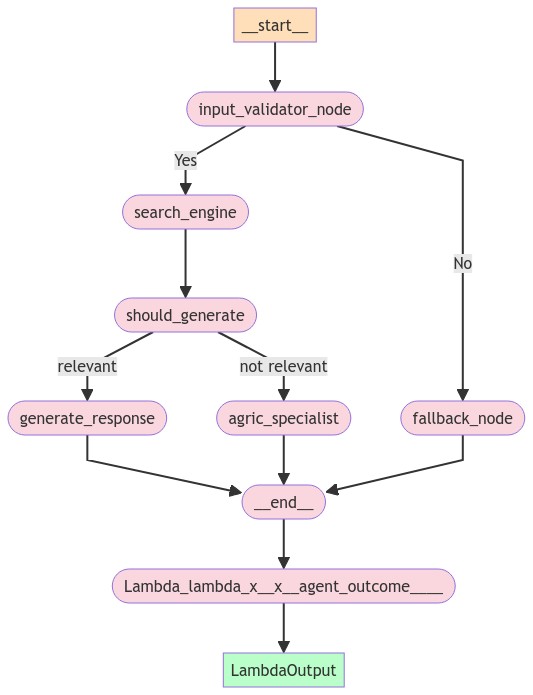 __start__
input_validator_node
Yes
search_engine
No
should_generate
relevant
not relevant
generate_response
agric_specialist
fallback_node
__end__
Lambda_lambda_x__x__agent_outcome____
LambdaOutput